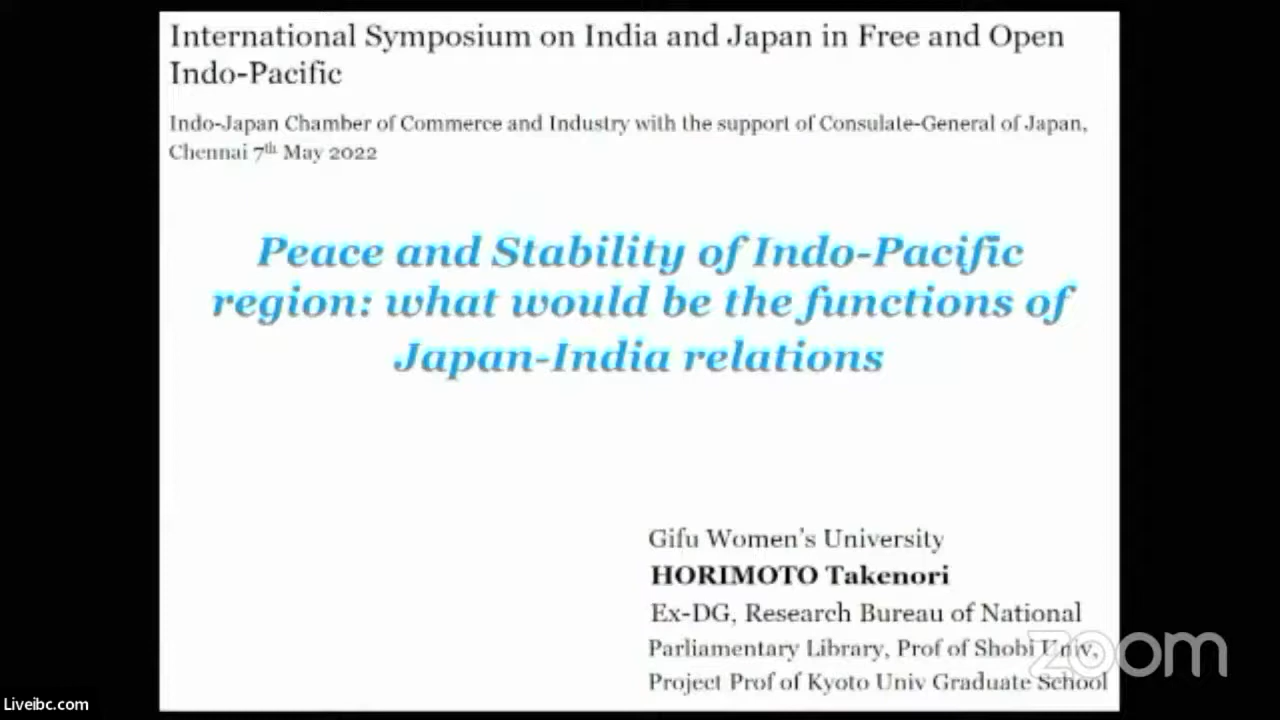 International Symposium on India and Japan in Free and Open
Indo-Pacific
Indo-Japan Chamber of Commerce and Industry with the support of Consulate-General of Japan,
Chennai 7th May 2022
Peace and Stability of Indo-Pacific
region: what would be the functions of
Japan-India relations
Gifu Women's University
HORIMOTO Takenori
Ex-DG, Research Bureau of National
Parliamentary Library, Prof of Shobi Univ,
Project Prof of Kyoto Univ Graduate School
zoom
Liveibc.com